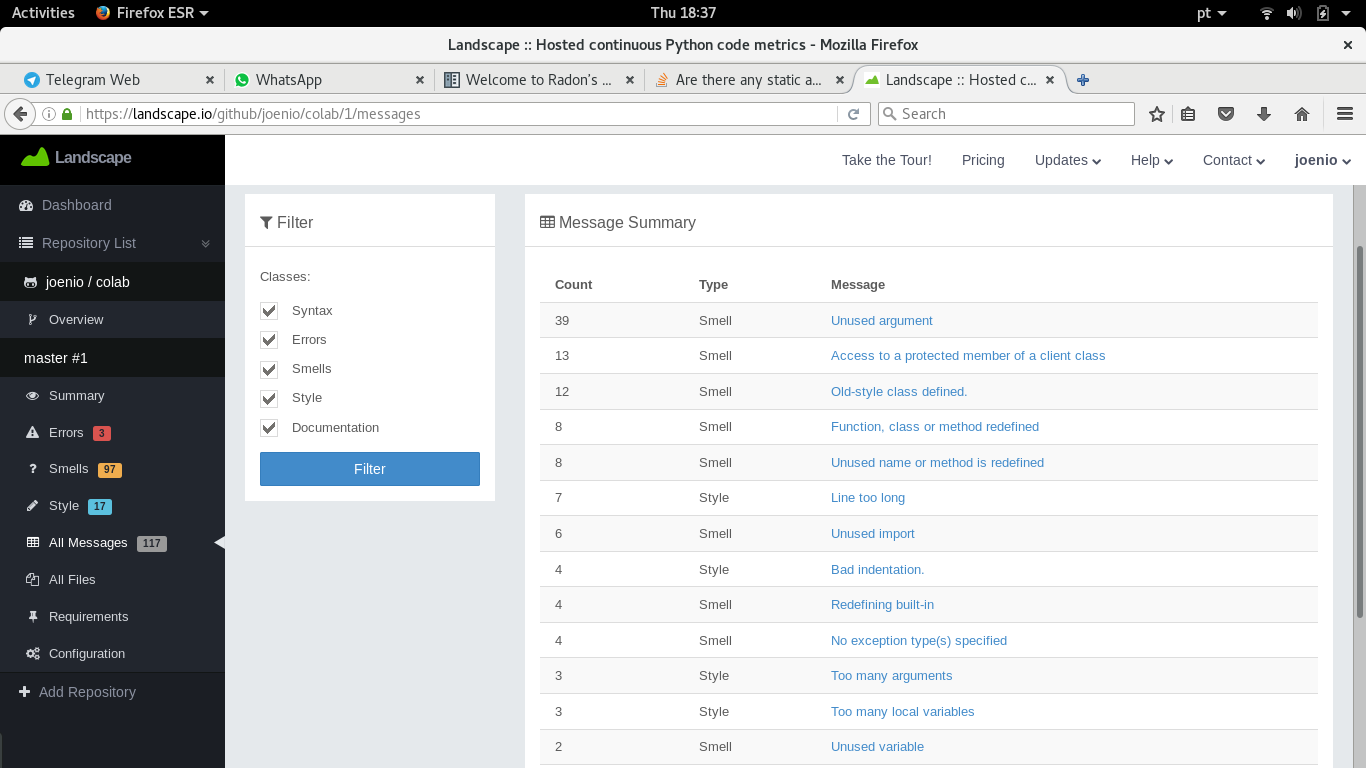 Activities Firefox ESR Thu 18:37 pt
Landscape :: Hosted continuous Python code metrics - Mozilla Firefox
Telegram Web WhatsApp Welcome to Radon's ... Are there any static a... Landscape :: Hosted c...
https://landscape.io/github/joenio/colab/1/messages Search
Landscape
Take the Tour! Pricing Updates Help Contact joenio
Dashboard
Repository List
joenio / colab
Overview
master #1
Summary
Errors 3
Smells 97
Style 17
All Messages 117
All Files
Requirements
Configuration
Add Repository
Filter
Classes:
Syntax
Errors
Smells
Style
Documentation
Filter
Message Summary
Count Type Message
39 Smell Unused argument
13 Smell Access to a protected member of a client class
12 Smell Old-style class defined.
8 Smell Function, class or method redefined
8 Smell Unused name or method is redefined
7 Style Line too long
6 Smell Unused import
4 Style Bad indentation.
4 Smell Redefining built-in
4 Smell No exception type(s) specified
3 Style Too many arguments
3 Style Too many local variables
2 Smell Unused variable